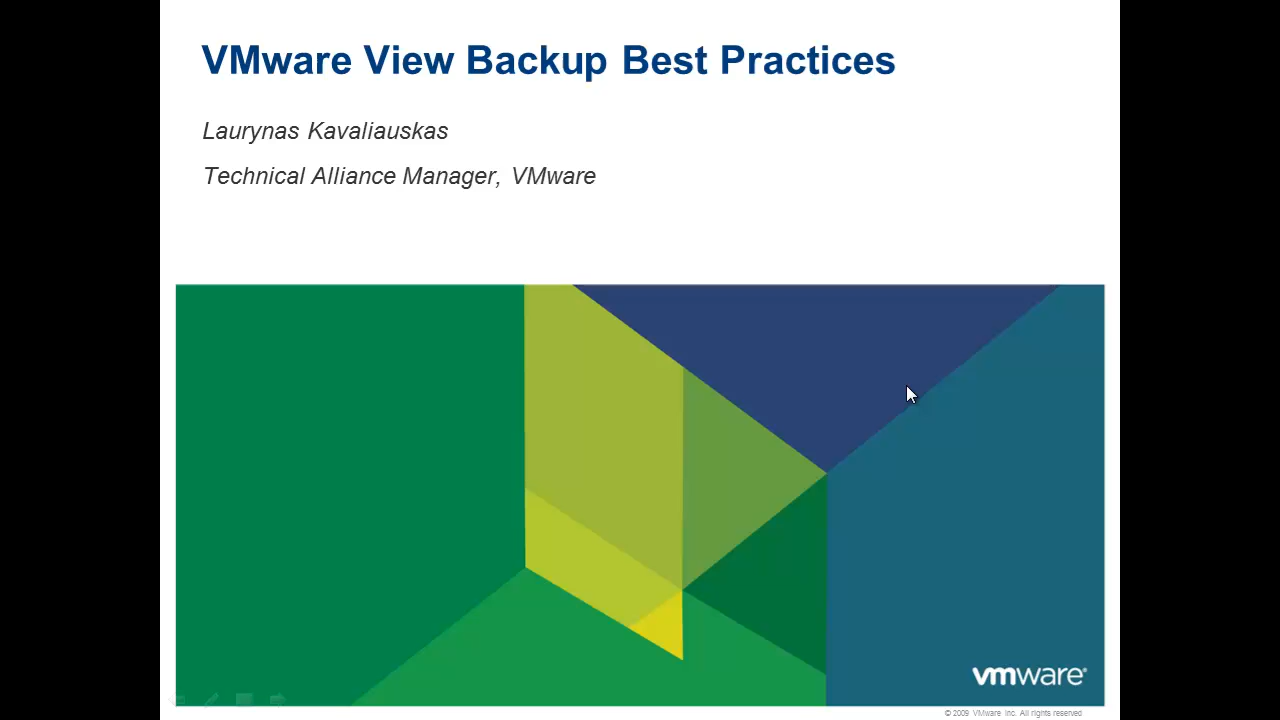 VMware View Backup Best Practices
Laurynas Kavaliauskas
Technical Alliance Manager, VMware
vmware®
© 2009 VMware Inc. All rights reserved